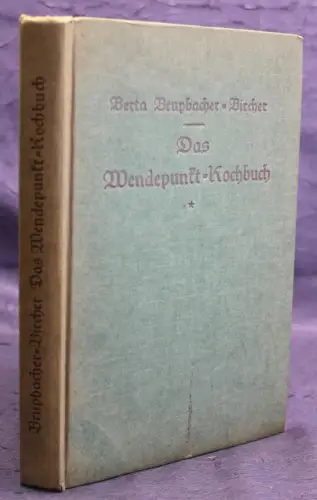 Berta Brupbacher-Bircher
Das
Wendepunkt-Kochbuch
*
Brupbacher-Bircher Das Wendepunkt-Kochbuch